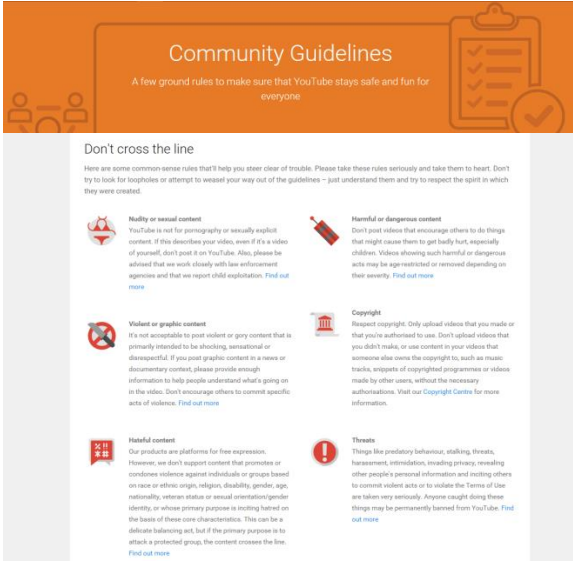 Community Guidelines
A few ground rules to make sure that YouTube stays safe and fun for
everyone
Don't cross the line
Here are some common-sense rules that'll help you steer clear of trouble. Please take these rules seriously and take them to heart. Don't
try to look for loopholes or attempt to weasel your way out of the guidelines – just understand them and try to respect the spirit in which
they were created.
Nudity or sexual content
YouTube is not for pornography or sexually explicit
content. If this describes your video, even if it's a video
of yourself, don't post it on YouTube. Also, please be
advised that we work closely with law enforcement
agencies and that we report child exploitation. Find out
more
Harmful or dangerous content
Don't post videos that encourage others to do things
that might cause them to get badly hurt, especially
children. Videos showing such harmful or dangerous
acts may be age-restricted or removed depending on
their severity. Find out more
Violent or graphic content
It's not acceptable to post violent or gory content that is
primarily intended to be shocking, sensational or
disrespectful. If you post graphic content in a news or
documentary context, please provide enough
information to help people understand what's going on
in the video. Don't encourage others to commit specific
acts of violence. Find out more
Copyright
Respect copyright. Only upload videos that you made or
that you're authorised to use. Don't upload videos that
you didn't make, or use content in your videos that
someone else owns the copyright to, such as music
tracks, snippets of copyrighted programmes or videos
made by other users, without the necessary
authorisations. Visit our Copyright Centre for more
information.
Hateful content
Our products are platforms for free expression.
However, we don't support content that promotes or
condones violence against individuals or groups based
on race or ethnic origin, religion, disability, gender, age,
nationality, veteran status or sexual orientation/gender
identity, or whose primary purpose is inciting hatred on
the basis of these core characteristics. This can be a
delicate balancing act, but if the primary purpose is to
attack a protected group, the content crosses the line.
Find out more
Threats
Things like predatory behaviour, stalking, threats,
harassment, intimidation, invading privacy, revealing
other people's personal information and inciting others
to commit violent acts or to violate the Terms of Use
are taken very seriously. Anyone caught doing these
things may be permanently banned from YouTube. Find
out more